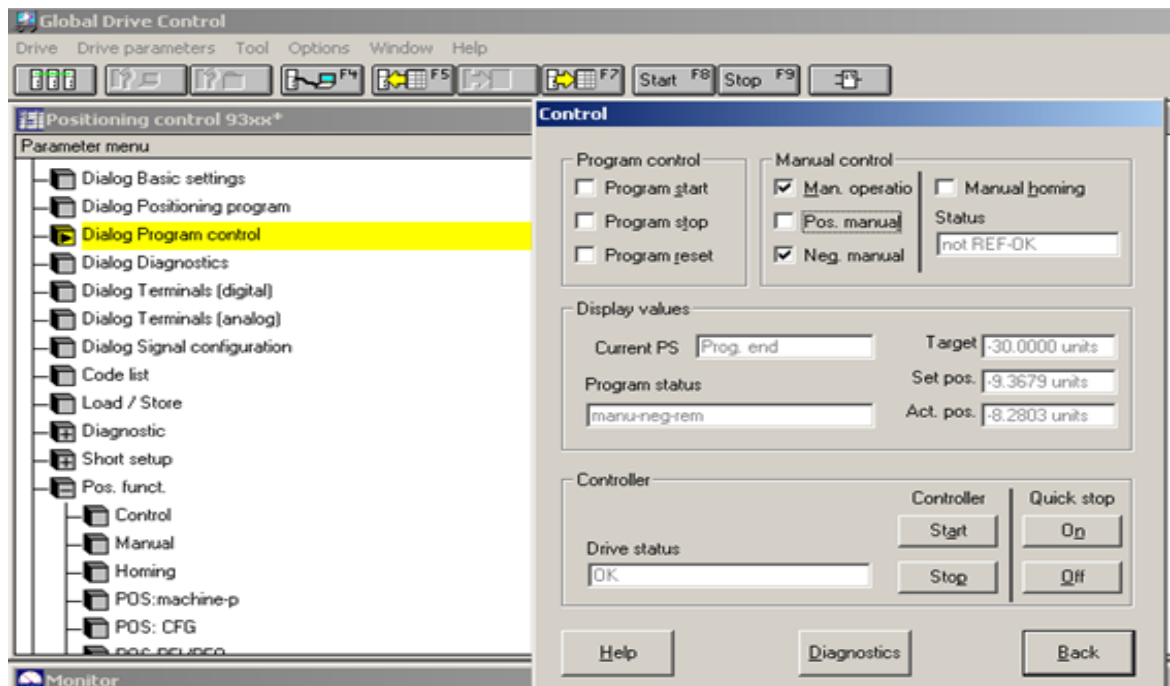 Global Drive Control
Drive Drive parameters Tool Options Window Help
F4 F5 F7 Start F8 Stop F9
Positioning control 93xx*
Parameter menu
Dialog Basic settings
Dialog Positioning program
Dialog Program control
Dialog Diagnostics
Dialog Terminals (digital)
Dialog Terminals (analog)
Dialog Signal configuration
Code list
Load / Store
Diagnostic
Short setup
Pos. funct.
Control
Manual
Homing
POS:machine-p
POS: CFG
Monitor
Control
Program control
Program start
Program stop
Program reset
Manual control
Man. operatio
Pos. manual
Neg. manual
Manual homing
Status
not REF-OK
Display values
Current PS Prog. end
Program status
manu-neg-rem
Target -30.0000 units
Set pos. -9.3679 units
Act. pos. -8.2803 units
Controller
Drive status
OK
Controller
Start
Stop
Quick stop
On
Off
Help Diagnostics Back